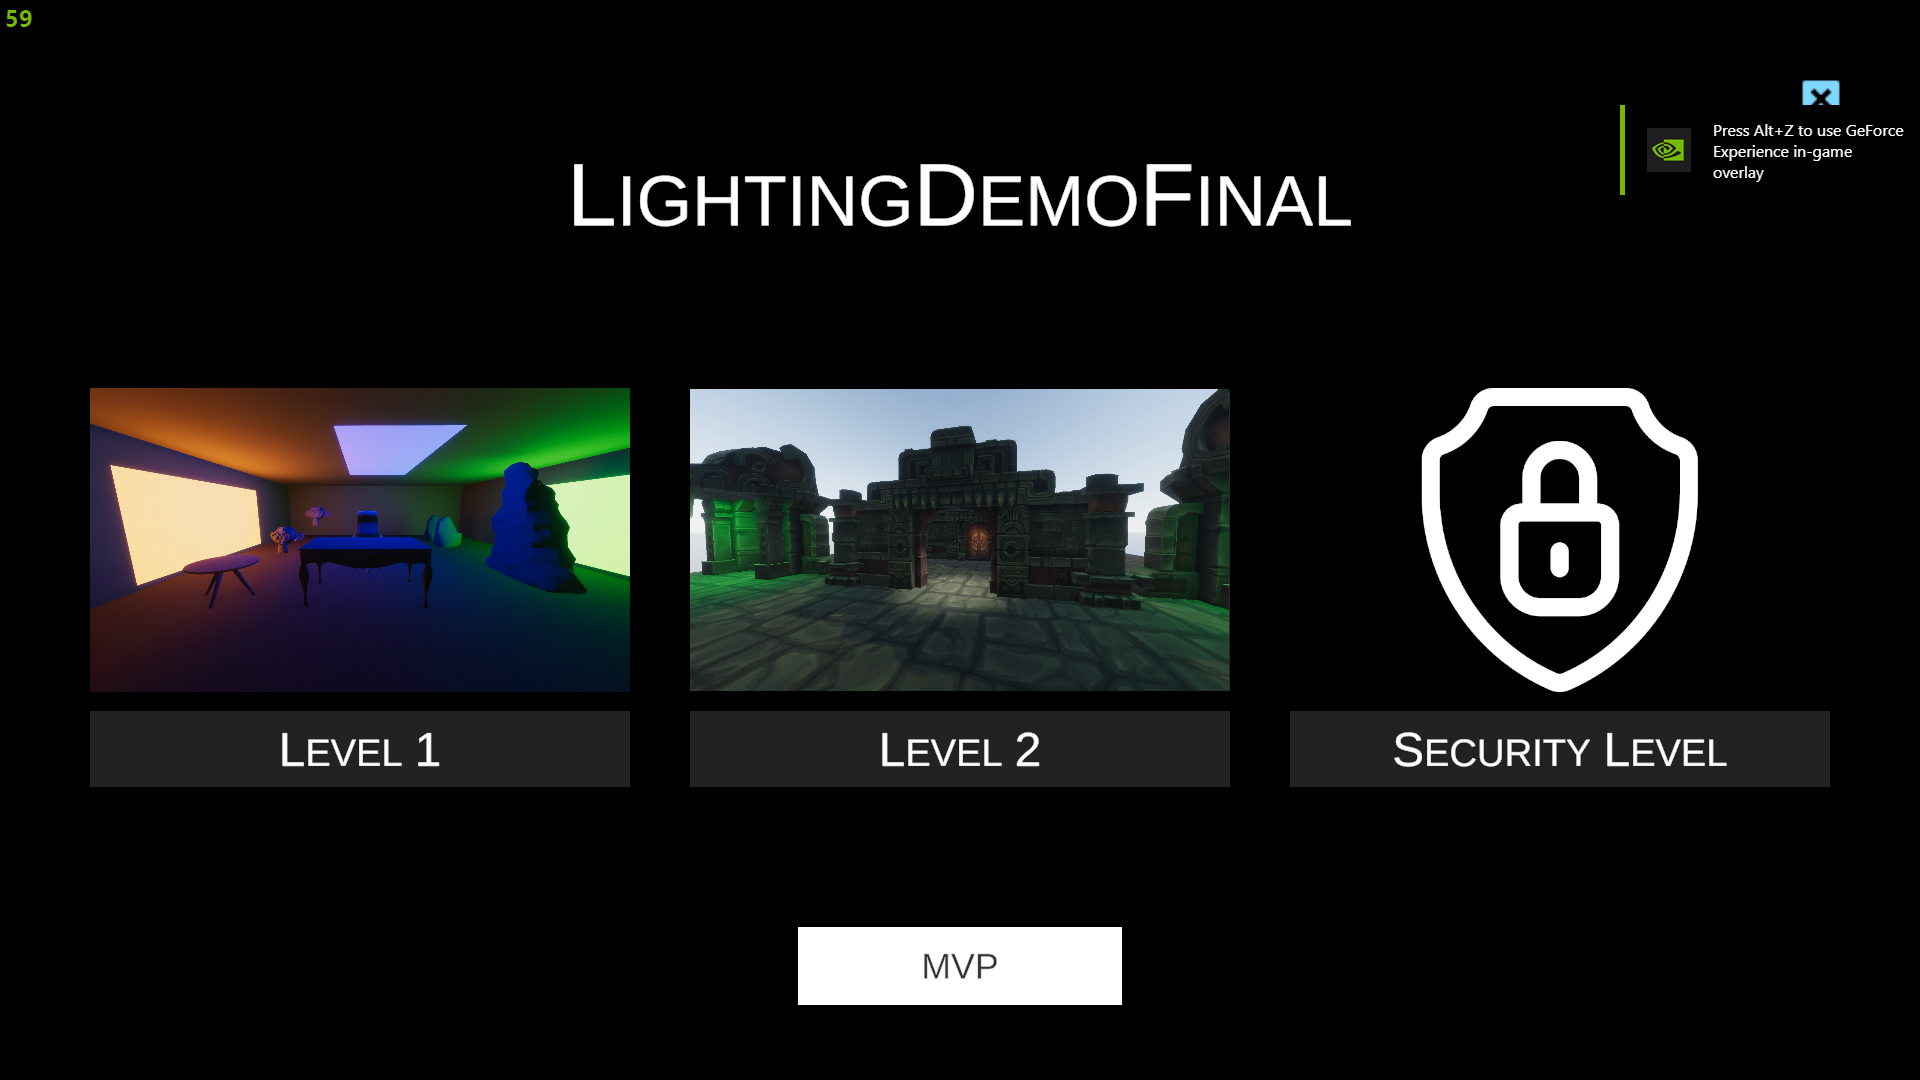 59
Press Alt+Z to use GeForce
Experience in-game
overlay
LIGHTINGDEMOFINAL
LEVEL 1
LEVEL 2
SECURITY LEVEL
MVP